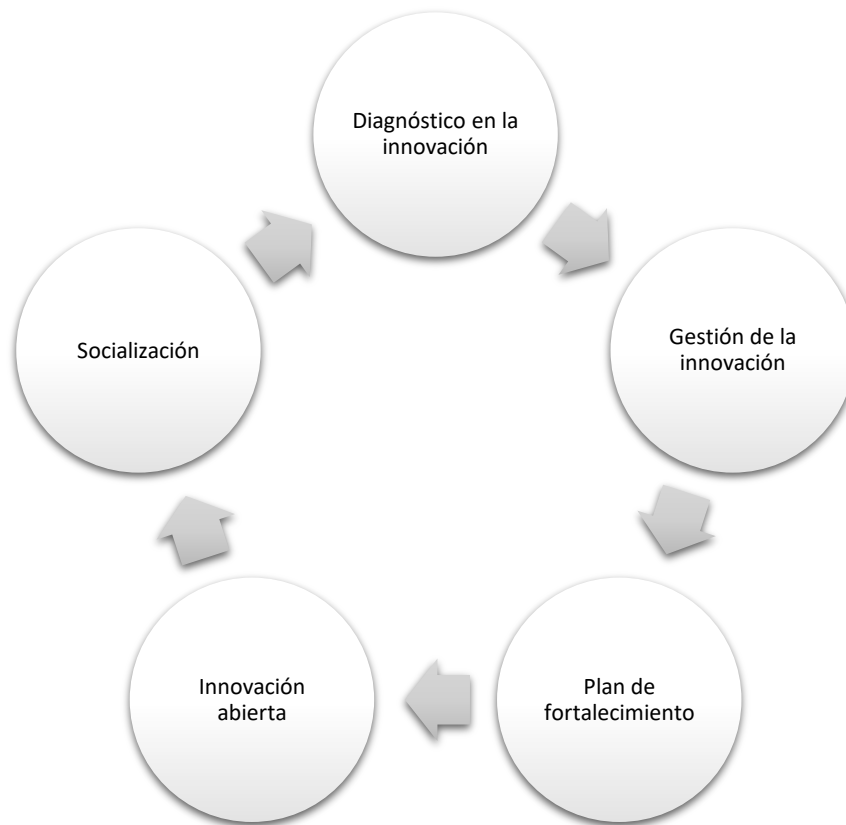 Diagnóstico en la
innovación
Gestión de la
innovación
Plan de
fortalecimiento
Innovación
abierta
Socialización